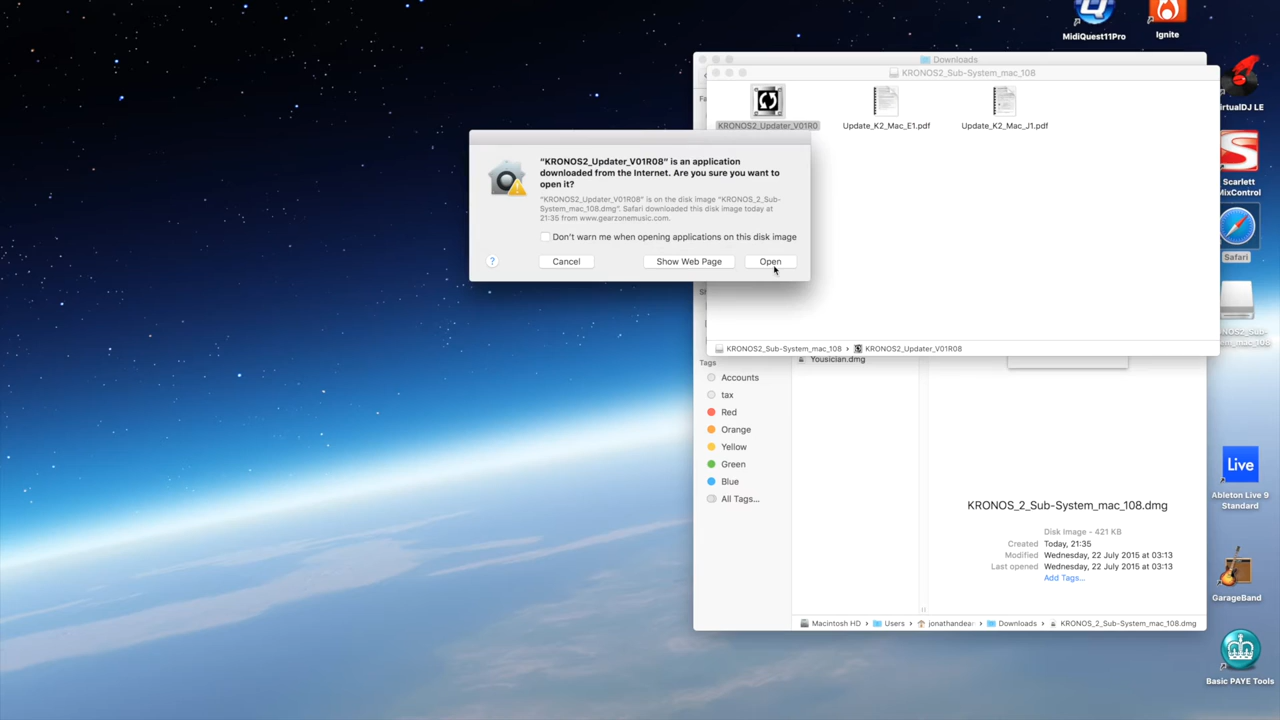 MidiQuest11Pro
Ignite
Downloads
KRONOS2_Sub-System_mac_108
KRONOS2_Updater_V01R0
Update_K2_Mac_E1.pdf
Update_K2_Mac_J1.pdf
"KRONOS2_Updater_V01R08" is an application
downloaded from the Internet. Are you sure you want to
open it?
"KRONOS2_Updater_V01R08" is on the disk image "KRONOS_2_Sub-
System_mac_108.dmg". Safari downloaded this disk image today at
21:35 from www.gearzonemusic.com.
Don't warn me when opening applications on this disk image
?
Cancel
Show Web Page
Open
KRONOS2_Sub-System_mac_108 › KRONOS2_Updater_V01R08
Yousician.dmg
Tags
Accounts
tax
Red
Orange
Yellow
Green
Blue
All Tags...
KRONOS_2_Sub-System_mac_108.dmg
Disk Image - 421 KB
Created Today, 21:35
Modified Wednesday, 22 July 2015 at 03:13
Last opened Wednesday, 22 July 2015 at 03:13
Add Tags...
Macintosh HD › Users › jonathandea › Downloads › KRONOS_2_Sub-System_mac_108.dmg
irtualDJ LE
Scarlett
MixControl
Safari
Live
Ableton Live 9
Standard
GarageBand
Basic PAYE Tools